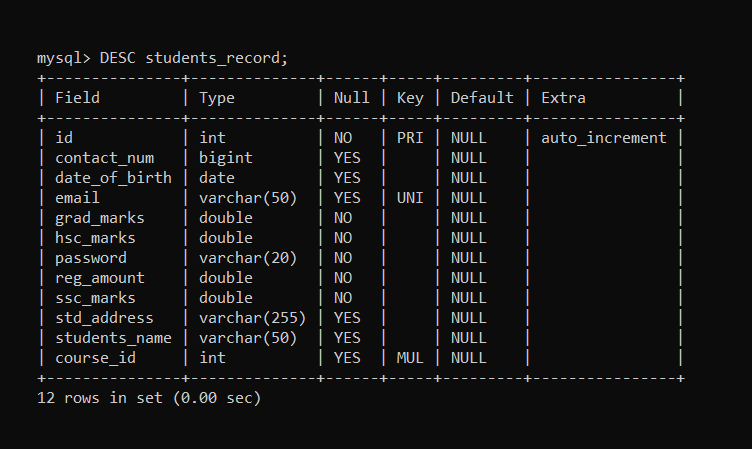 mysql> DESC students_record;
+---------------+--------------+------+-----+---------+----------------+
| Field         | Type         | Null | Key | Default | Extra          |
+---------------+--------------+------+-----+---------+----------------+
| id            | int          | NO   | PRI | NULL    | auto_increment |
| contact_num   | bigint       | YES  |     | NULL    |                |
| date_of_birth | date         | YES  |     | NULL    |                |
| email         | varchar(50)  | YES  | UNI | NULL    |                |
| grad_marks    | double       | NO   |     | NULL    |                |
| hsc_marks     | double       | NO   |     | NULL    |                |
| password      | varchar(20)  | NO   |     | NULL    |                |
| reg_amount    | double       | NO   |     | NULL    |                |
| ssc_marks     | double       | NO   |     | NULL    |                |
| std_address   | varchar(255) | YES  |     | NULL    |                |
| students_name | varchar(50)  | YES  |     | NULL    |                |
| course_id     | int          | YES  | MUL | NULL    |                |
+---------------+--------------+------+-----+---------+----------------+
12 rows in set (0.00 sec)